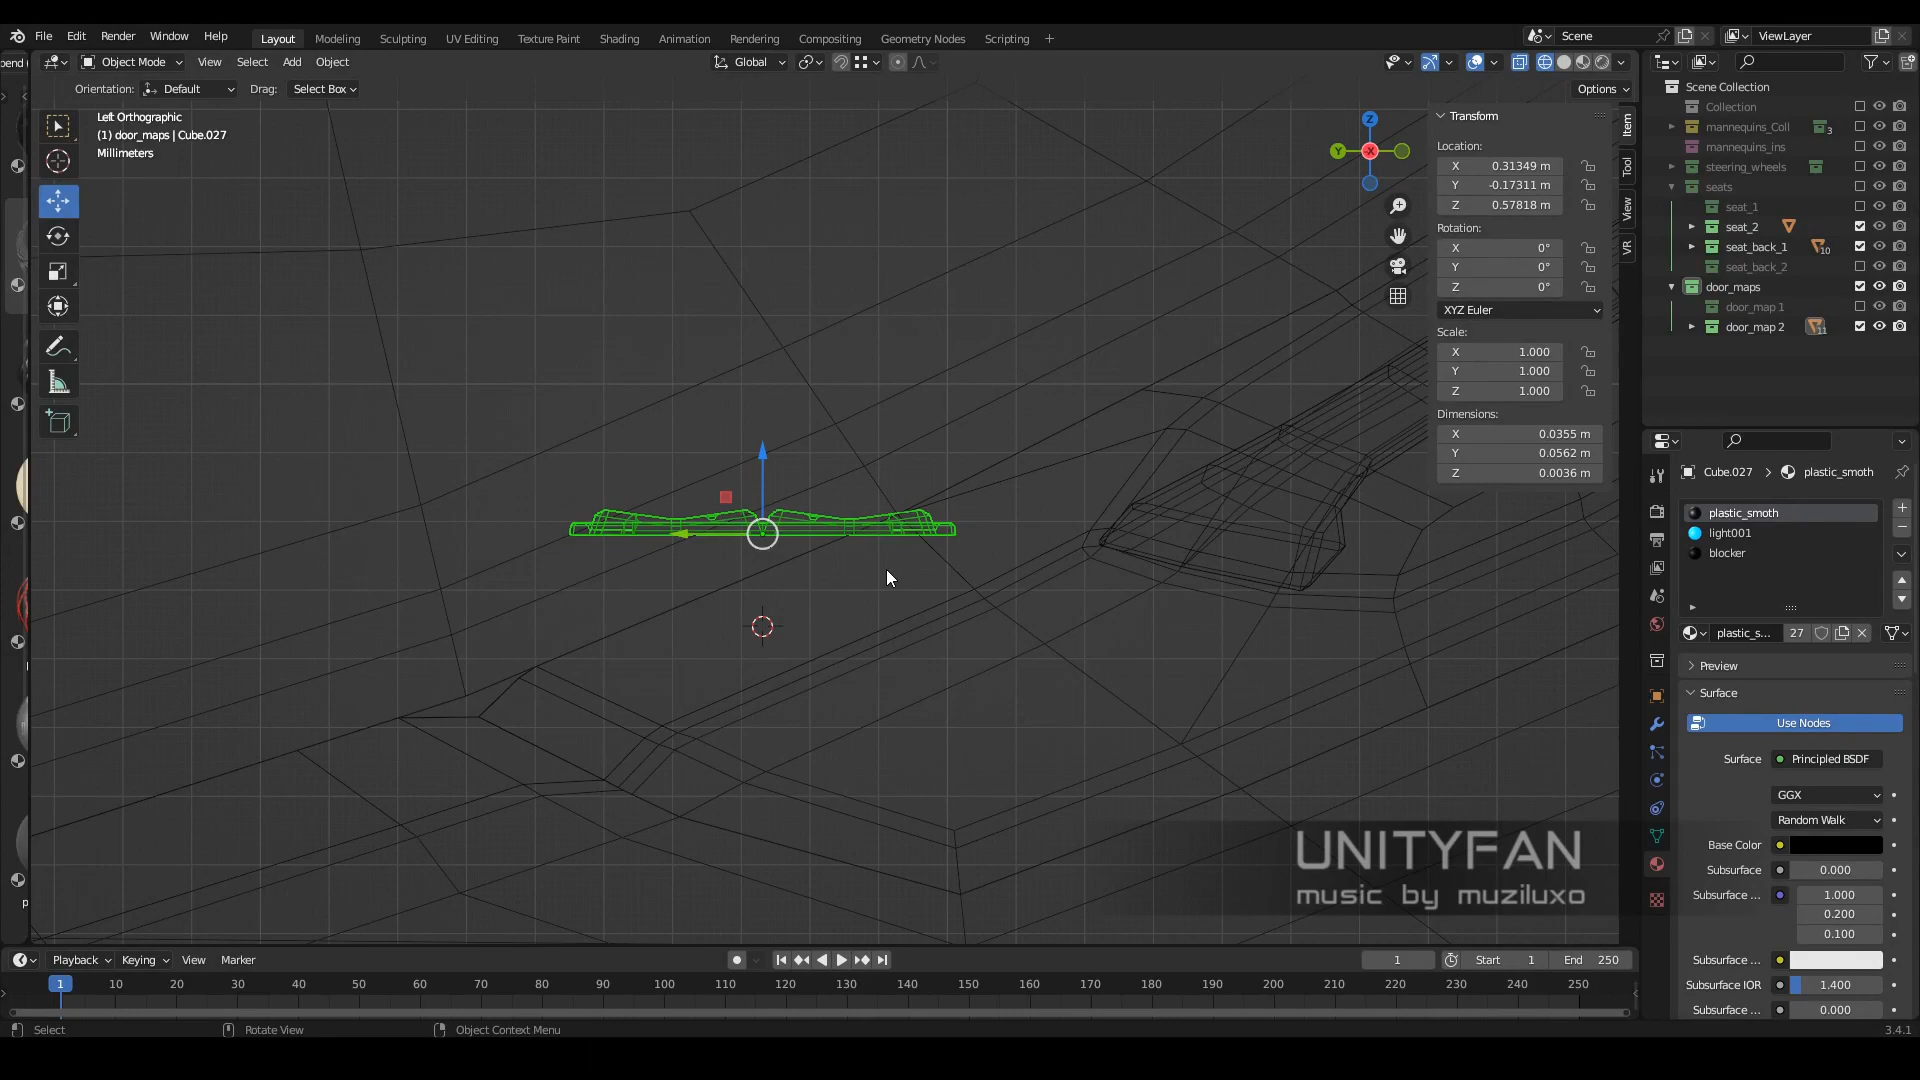 File Edit Render Window Help
Layout Modeling Sculpting UV Editing Texture Paint Shading Animation Rendering Compositing Geometry Nodes Scripting +
Scene
ViewLayer
Object Mode View Select Add Object
Global
Orientation: Default Drag: Select Box
Options
Left Orthographic
(1) door_maps | Cube.027
Millimeters
Z
Y
X
Transform
Location:
X 0.31349 m
Y -0.17311 m
Z 0.57818 m
Rotation:
X 0°
Y 0°
Z 0°
XYZ Euler
Scale:
X 1.000
Y 1.000
Z 1.000
Dimensions:
X 0.0355 m
Y 0.0562 m
Z 0.0036 m
Item
Tool
View
VR
Scene Collection
Collection
mannequins_Coll 3
mannequins_ins
steering_wheels
seats
seat_1
seat_2
seat_back_1 10
seat_back_2
door_maps
door_map 1
door_map 2 11
Cube.027 > plastic_smoth
plastic_smoth
light001
blocker
plastic_s... 27
Preview
Surface
Use Nodes
Surface Principled BSDF
GGX
Random Walk
Base Color
Subsurface 0.000
Subsurface ... 1.000
0.200
0.100
Subsurface ...
Subsurface IOR 1.400
Subsurface ... 0.000
UNITYFAN
music by muziluxo
Playback Keying View Marker
1 Start 1 End 250
1 10 20 30 40 50 60 70 80 90 100 110 120 130 140 150 160 170 180 190 200 210 220 230 240 250
Select Rotate View Object Context Menu
3.4.1